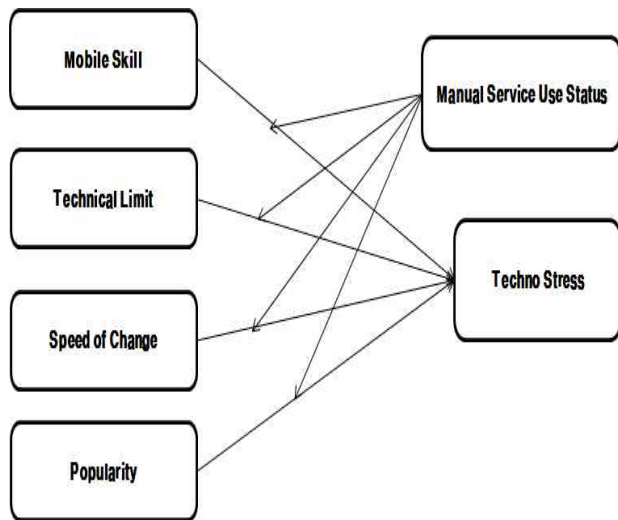 Mobile Skill
Manual Service Use Status
Technical Limit
Techno Stress
Speed of Change
Popularity